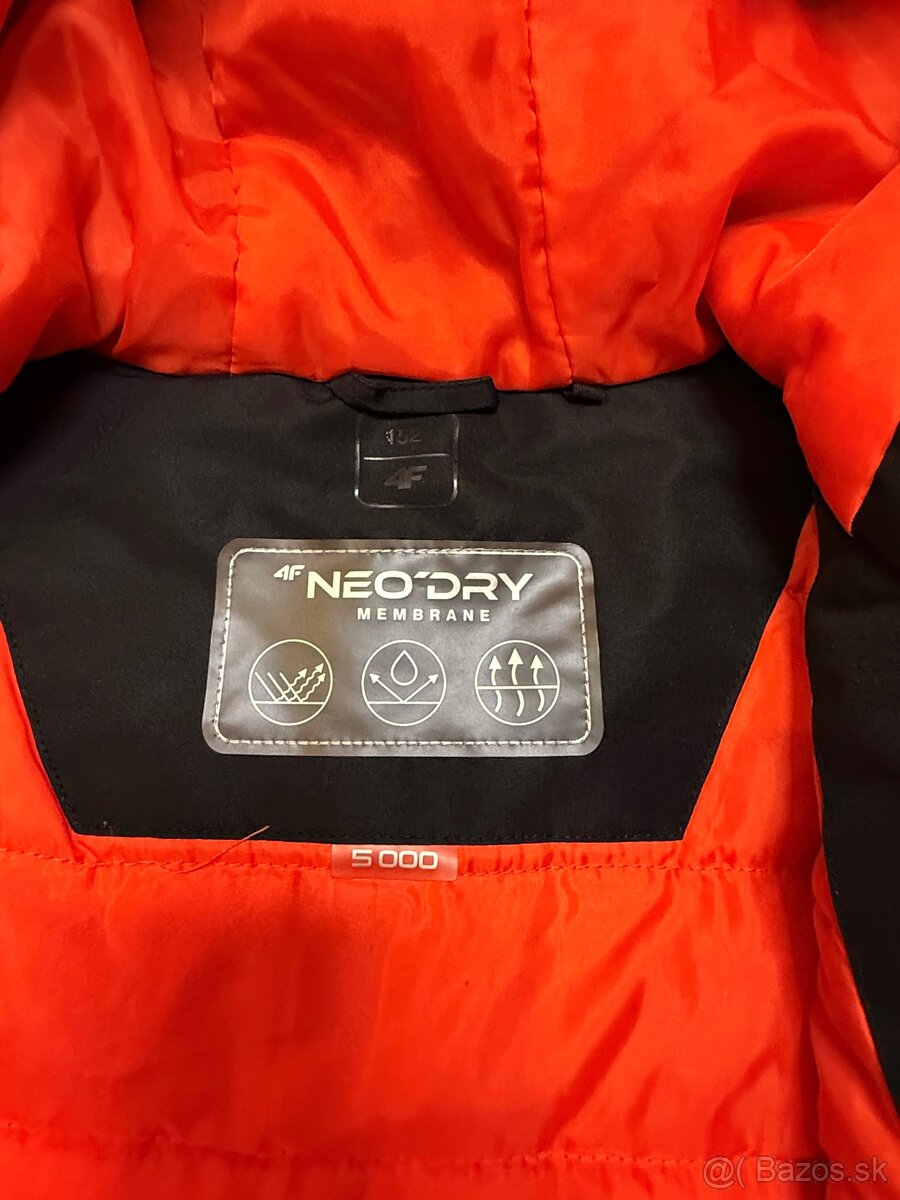 152
4F
4F NEO'DRY
MEMBRANE
5 000
@( Bazos.sk